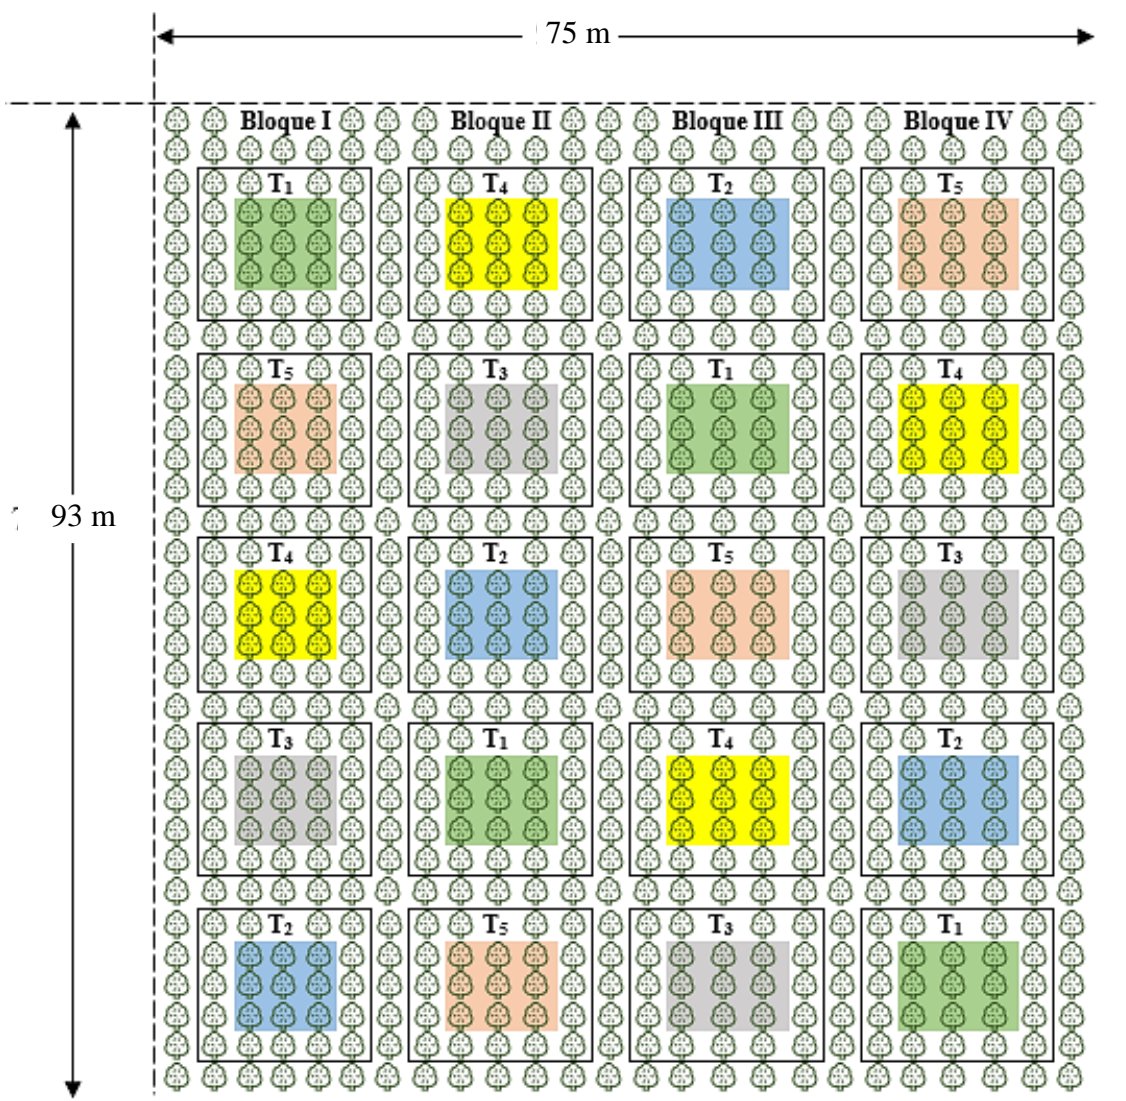 75 m
Bloque I Bloque II Bloque III Bloque IV
T₁ T₄ T₂ T₅
T₅ T₃ T₁ T₄
93 m
T₄ T₂ T₅ T₃
T₃ T₁ T₄ T₂
T₂ T₅ T₃ T₁